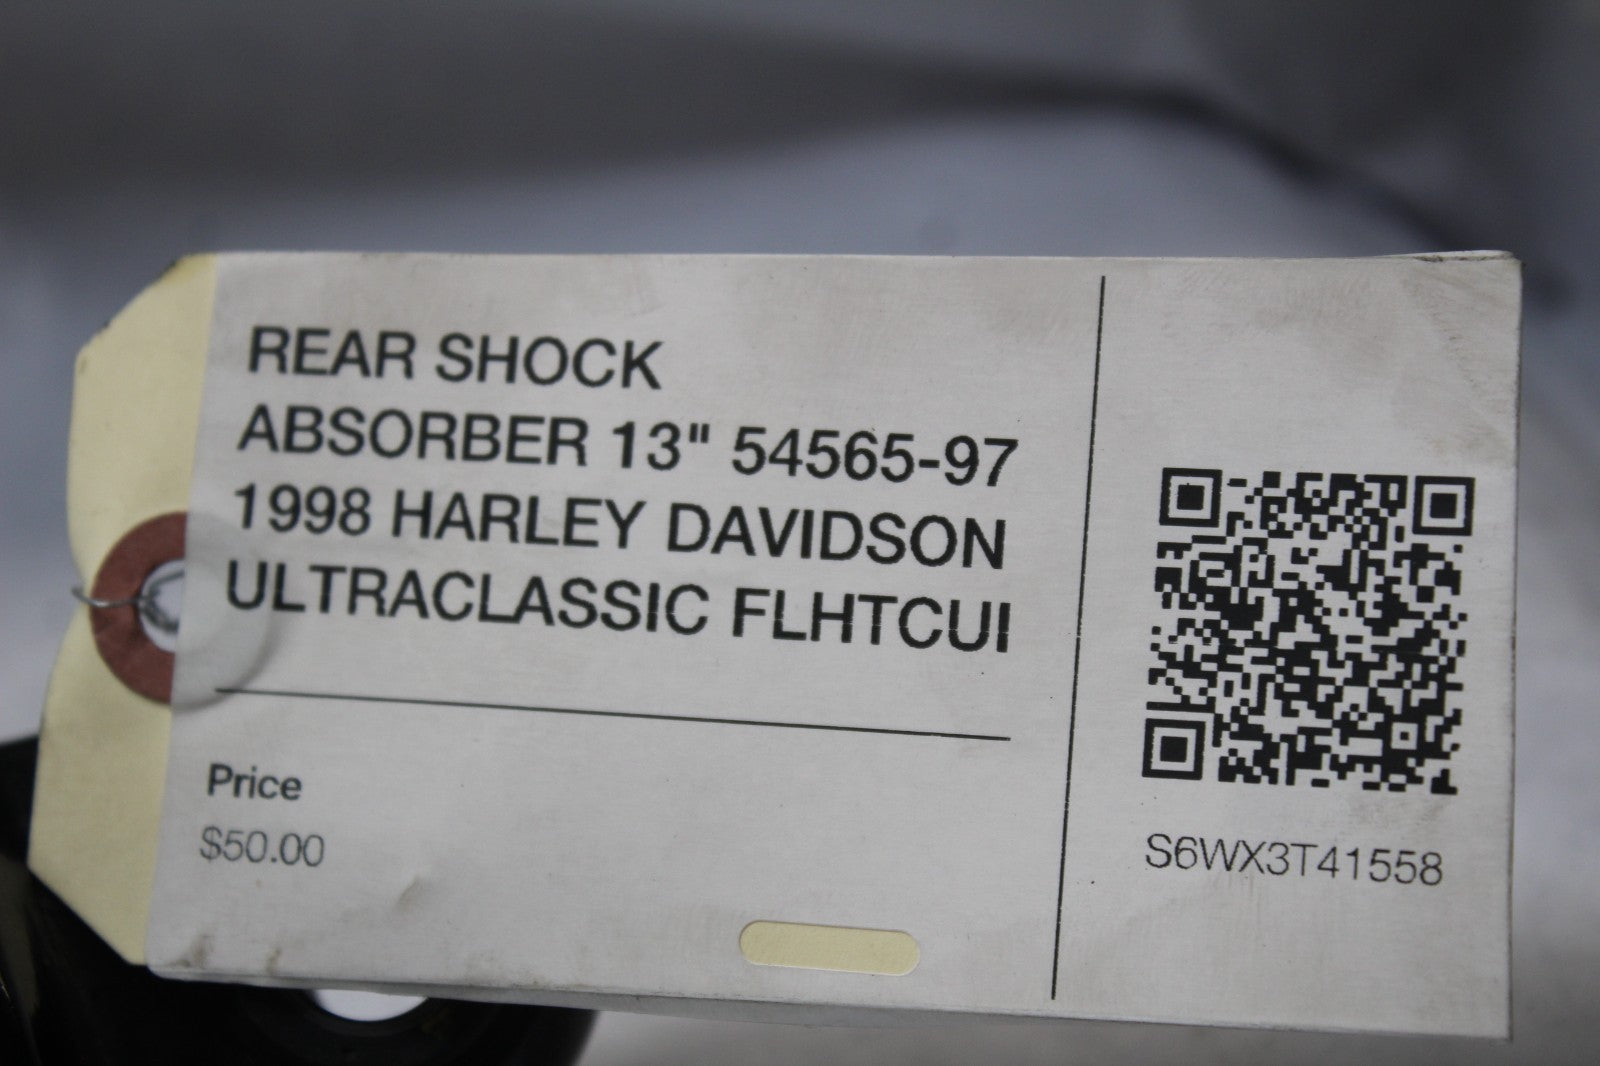 REAR SHOCK
ABSORBER 13" 54565-97
1998 HARLEY DAVIDSON
ULTRACLASSIC FLHTCUI
Price
$50.00
S6WX3T41558